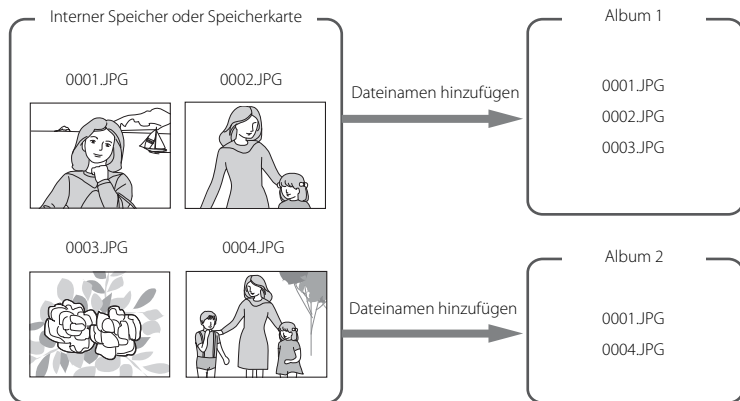 Interner Speicher oder Speicherkarte
0001.JPG
0002.JPG
0003.JPG
0004.JPG
Dateinamen hinzufügen
Dateinamen hinzufügen
Album 1
0001.JPG
0002.JPG
0003.JPG
Album 2
0001.JPG
0004.JPG